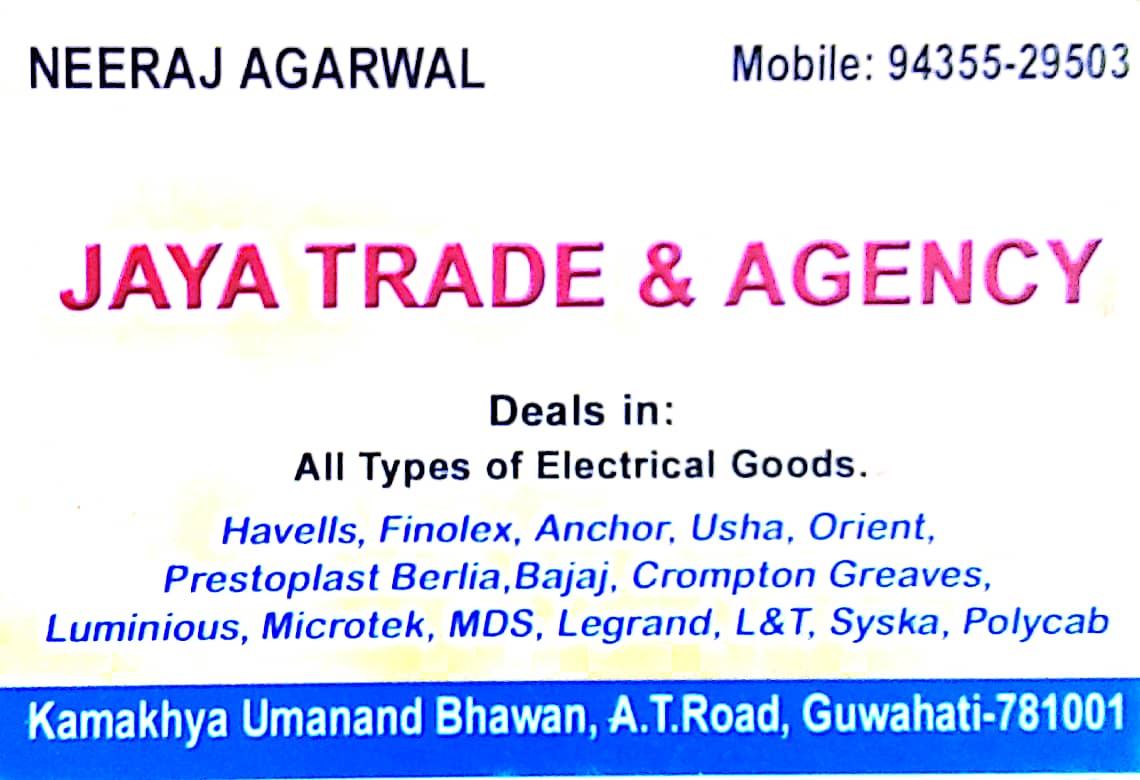 NEERAJ AGARWAL
Mobile: 94355-29503
JAYA TRADE & AGENCY
Deals in:
All Types of Electrical Goods.
Havells, Finolex, Anchor, Usha, Orient,
Prestoplast Berlia,Bajaj, Crompton Greaves,
Luminious, Microtek, MDS, Legrand, L&T, Syska, Polycab
Kamakhya Umanand Bhawan, A.T.Road, Guwahati-781001